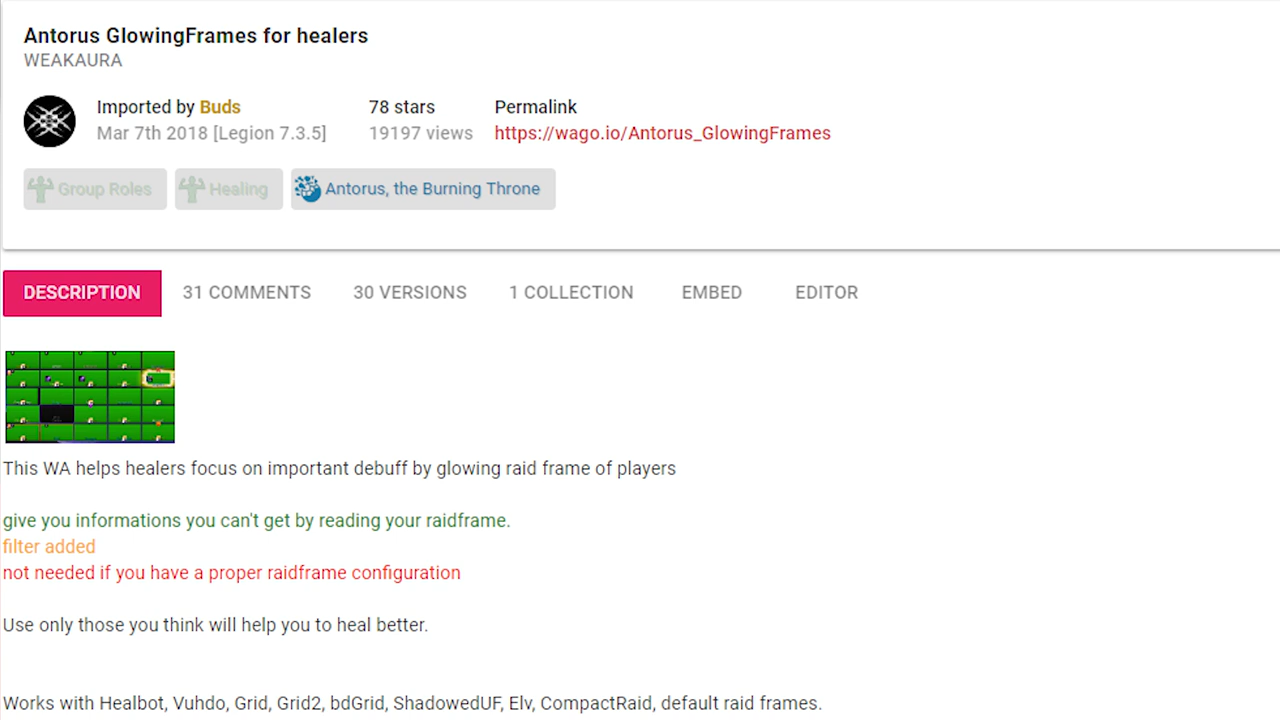 Antorus GlowingFrames for healers
WEAKAURA
Imported by Buds
78 stars
Permalink
Mar 7th 2018 [Legion 7.3.5]
19197 views
https://wago.io/Antorus_GlowingFrames
Group Roles
Healing
Antorus, the Burning Throne
DESCRIPTION
31 COMMENTS
30 VERSIONS
1 COLLECTION
EMBED
EDITOR
This WA helps healers focus on important debuff by glowing raid frame of players
give you informations you can't get by reading your raidframe.
filter added
not needed if you have a proper raidframe configuration
Use only those you think will help you to heal better.
Works with Healbot, Vuhdo, Grid, Grid2, bdGrid, ShadowedUF, Elv, CompactRaid, default raid frames.